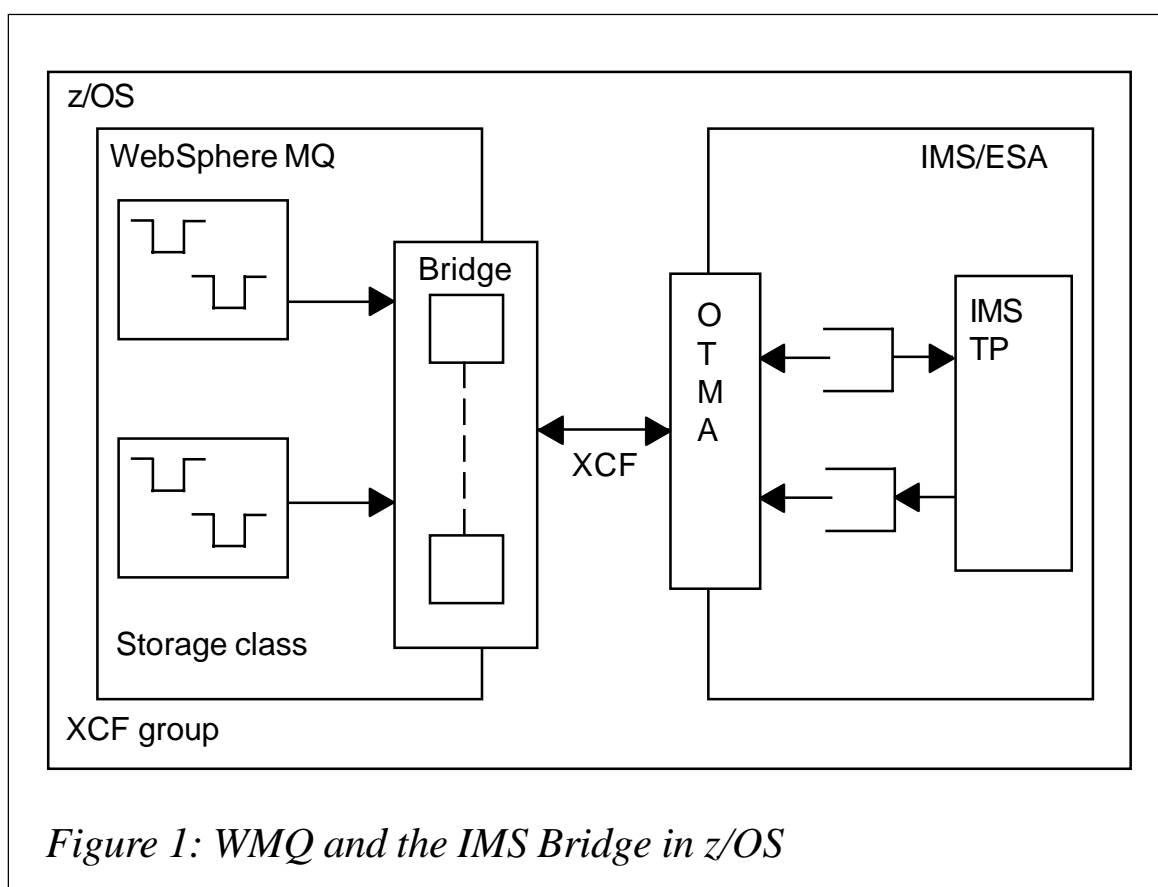 z/OS
WebSphere MQ
IMS/ESA
Bridge
O
T
M
A
IMS
TP
XCF
Storage class
XCF group
Figure 1: WMQ and the IMS Bridge in z/OS